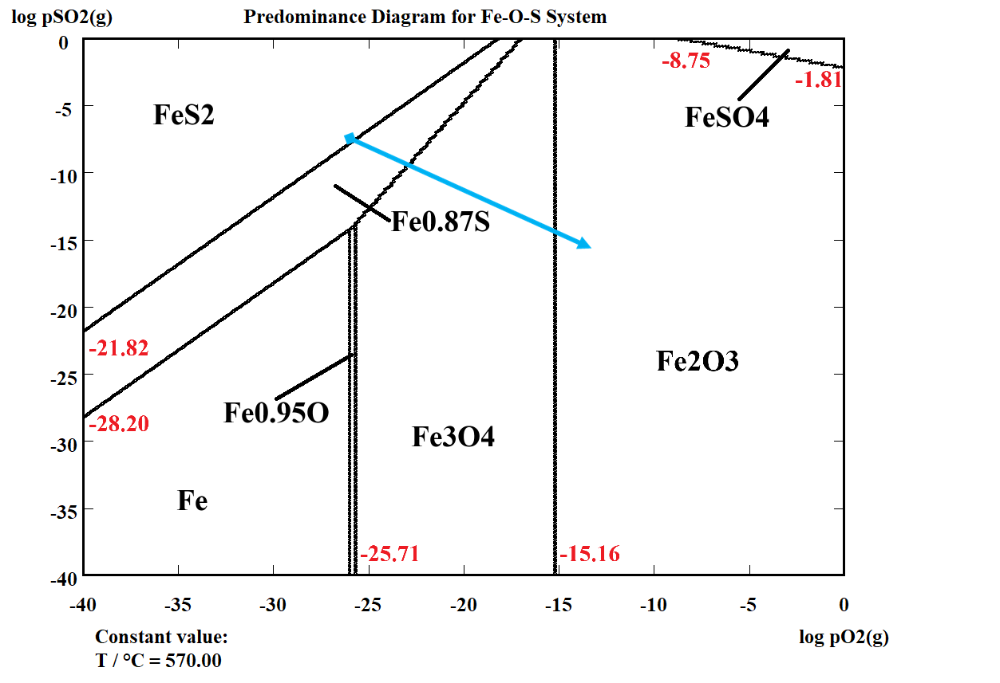 log pSO2(g) Predominance Diagram for Fe-O-S System
0
-8.75
-1.81
-5
FeS2
FeSO4
-10
Fe0.87S
-15
-20
-21.82
-25
Fe2O3
-28.20
Fe0.95O
-30
Fe3O4
Fe
-35
-25.71
-15.16
-40
-40 -35 -30 -25 -20 -15 -10 -5 0
Constant value:
log pO2(g)
T / °C = 570.00